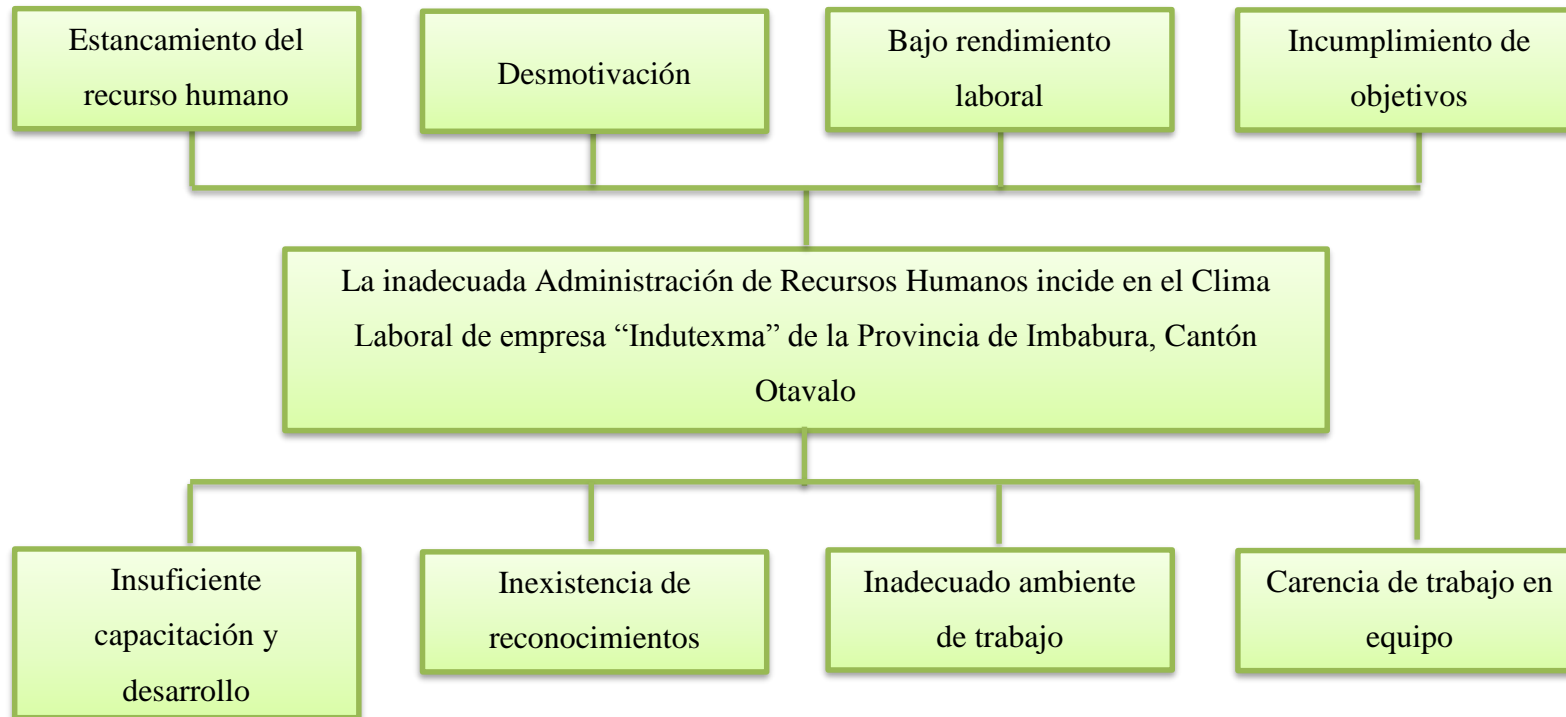 Estancamiento del
recurso humano
Desmotivación
Bajo rendimiento
laboral
Incumplimiento de
objetivos
La inadecuada Administración de Recursos Humanos incide en el Clima
Laboral de empresa “Indutexma” de la Provincia de Imbabura, Cantón
Otavalo
Insuficiente
capacitación y
desarrollo
Inexistencia de
reconocimientos
Inadecuado ambiente
de trabajo
Carencia de trabajo en
equipo